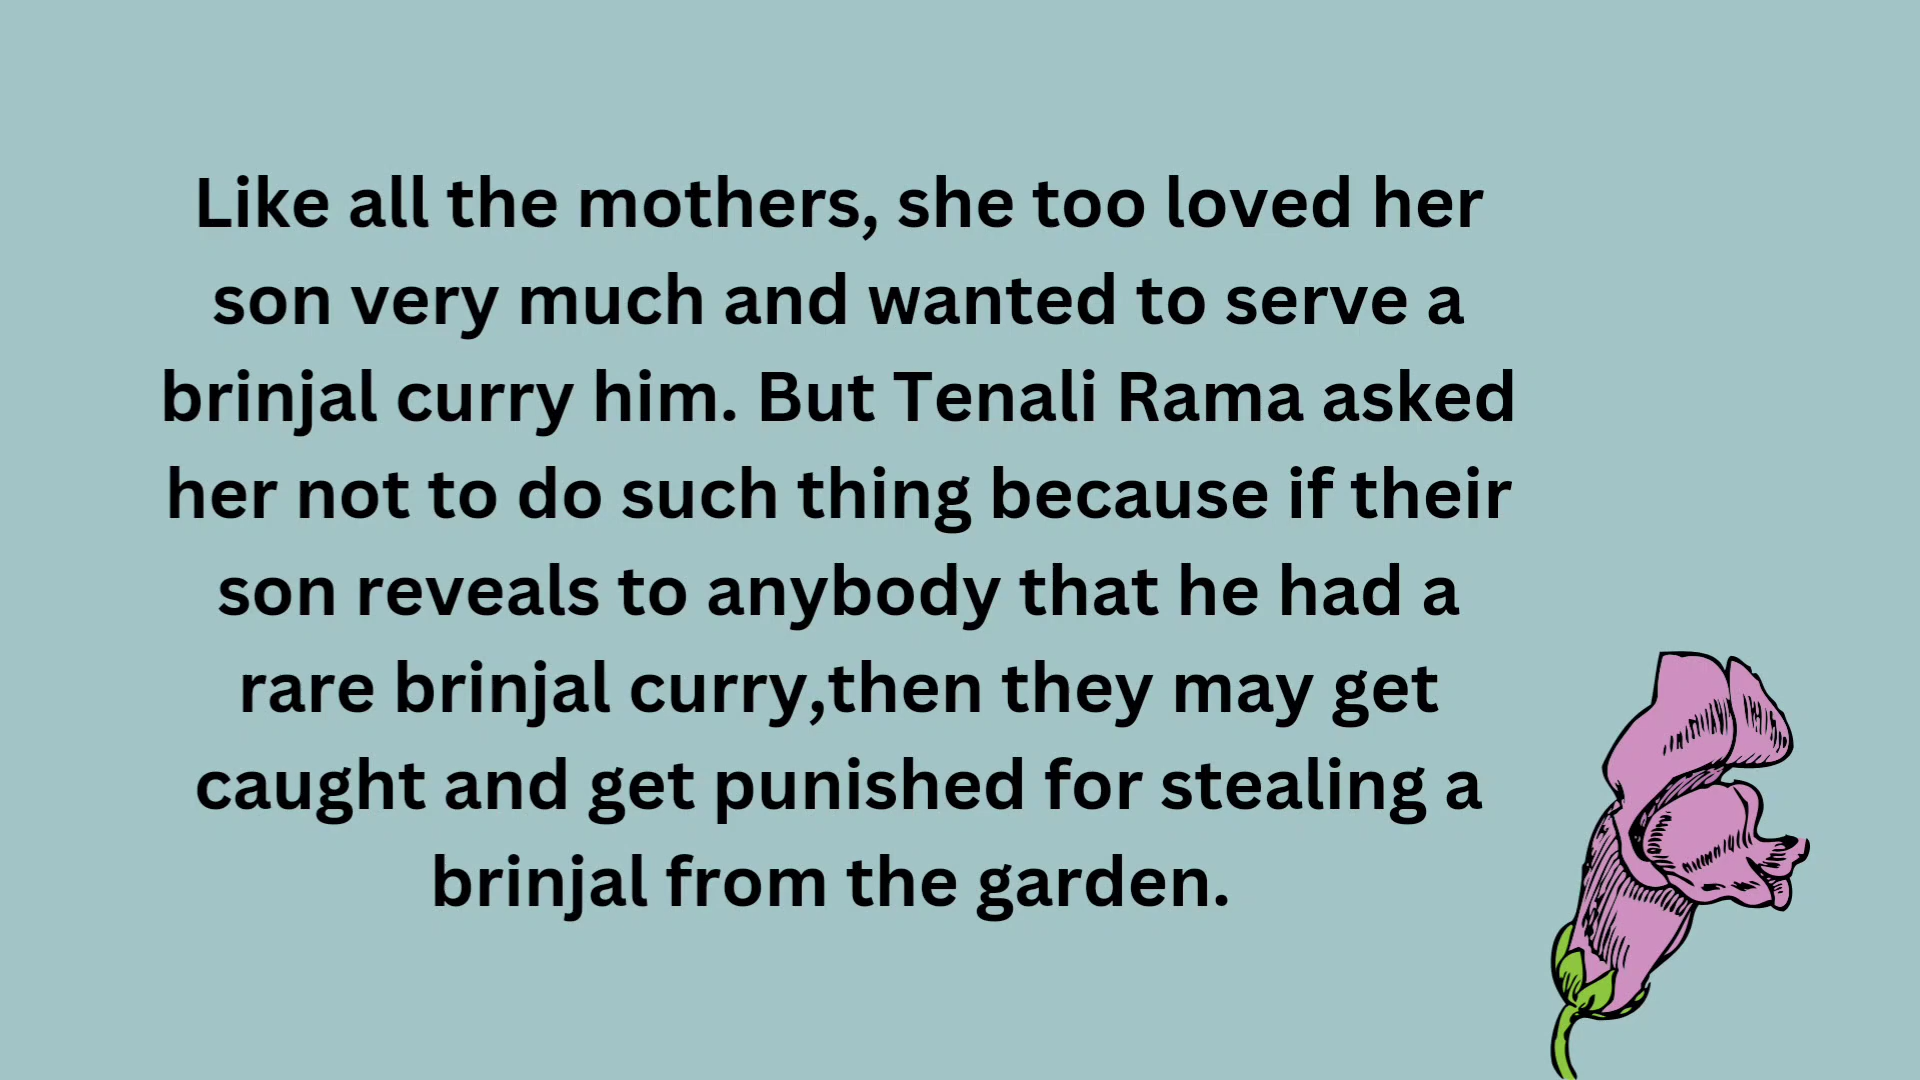 Like all the mothers, she too loved her
son very much and wanted to serve a
brinjal curry him. But Tenali Rama asked
her not to do such thing because if their
son reveals to anybody that he had a
rare brinjal curry,then they may get
caught and get punished for stealing a
brinjal from the garden.